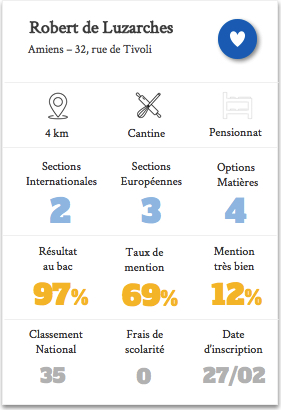 Robert de Luzarches
Amiens – 32, rue de Tivoli
4 km
Cantine
Pensionnat
Sections
Internationales
2
Sections
Européennes
3
Options
Matières
4
Résultat
au bac
97%
Taux de
mention
69%
Mention
très bien
12%
Classement
National
35
Frais de
scolarité
0
Date
d'inscription
27/02